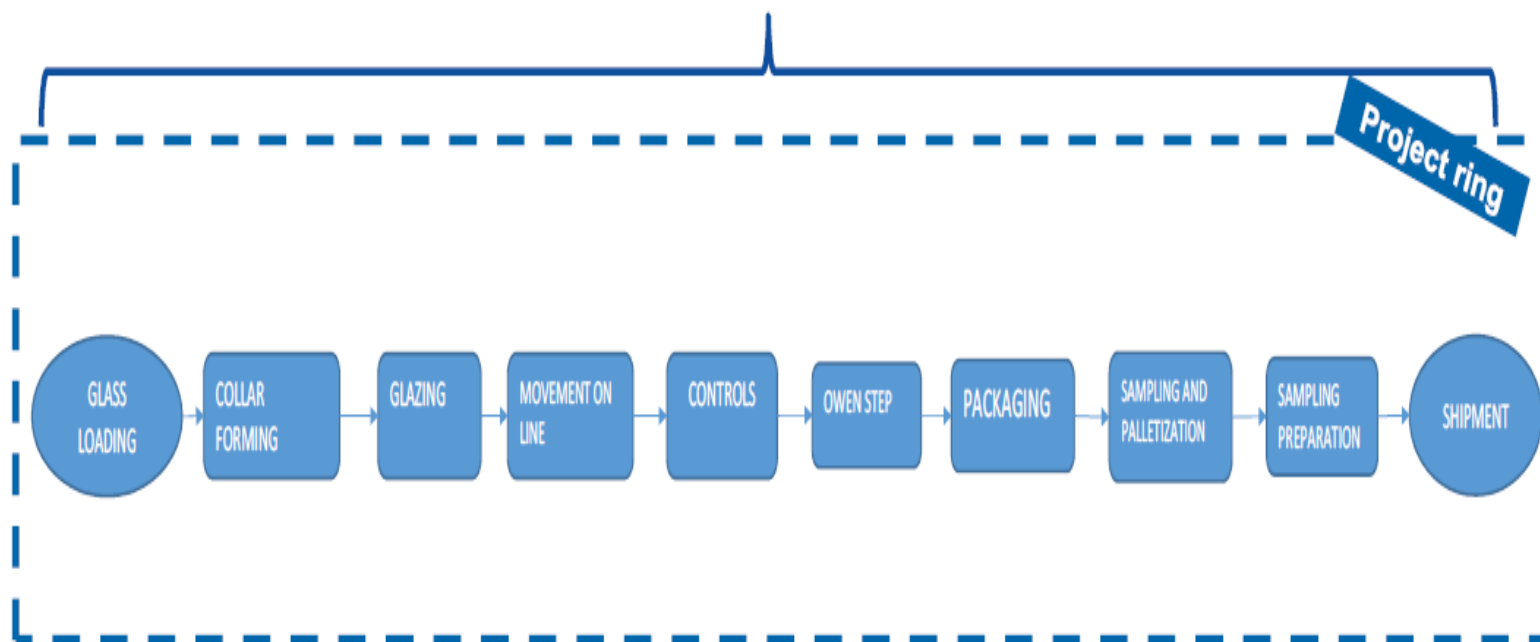 Project ring
GLASS
LOADING
COLLAR
FORMING
GLAZING
MOVEMENT ON
LINE
CONTROLS
OWEN STEP
PACKAGING
SAMPLING AND
PALLETIZATION
SAMPLING
PREPARATION
SHIPMENT